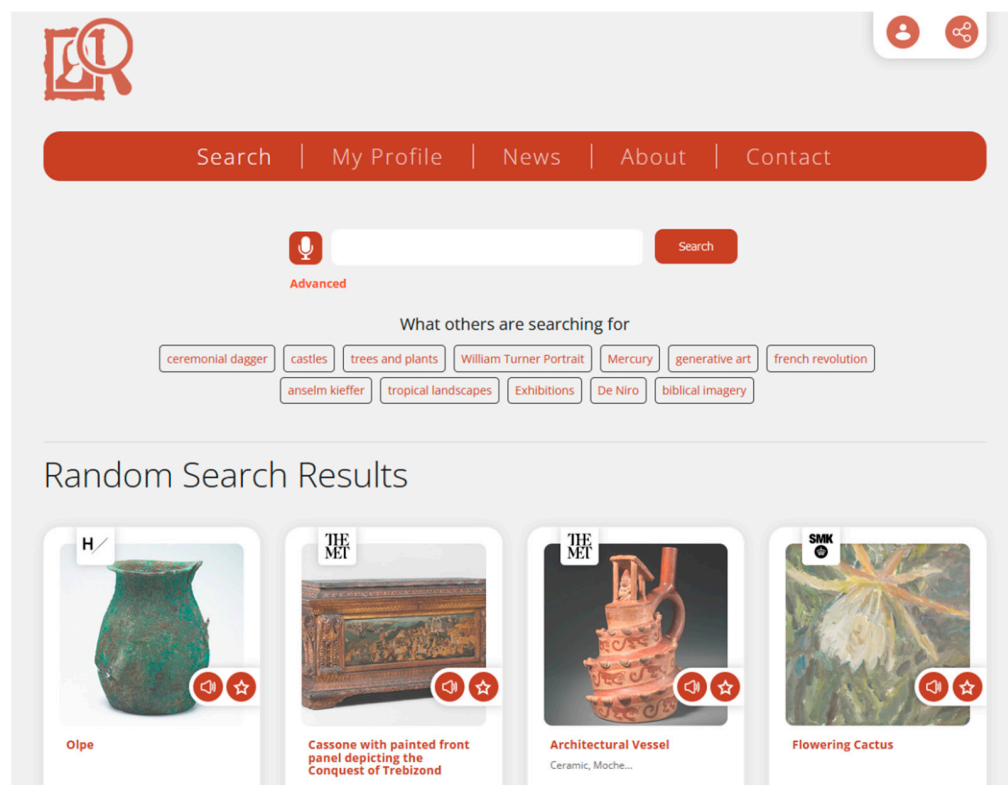 Search | My Profile | News | About | Contact
Search
Advanced
What others are searching for
ceremonial dagger castles trees and plants William Turner Portrait Mercury generative art french revolution
anselm kieffer tropical landscapes Exhibitions De Niro biblical imagery
Random Search Results
H/ THE MET THE MET SMK
Olpe
Cassone with painted front
panel depicting the
Conquest of Trebizond
Architectural Vessel
Ceramic, Moche...
Flowering Cactus